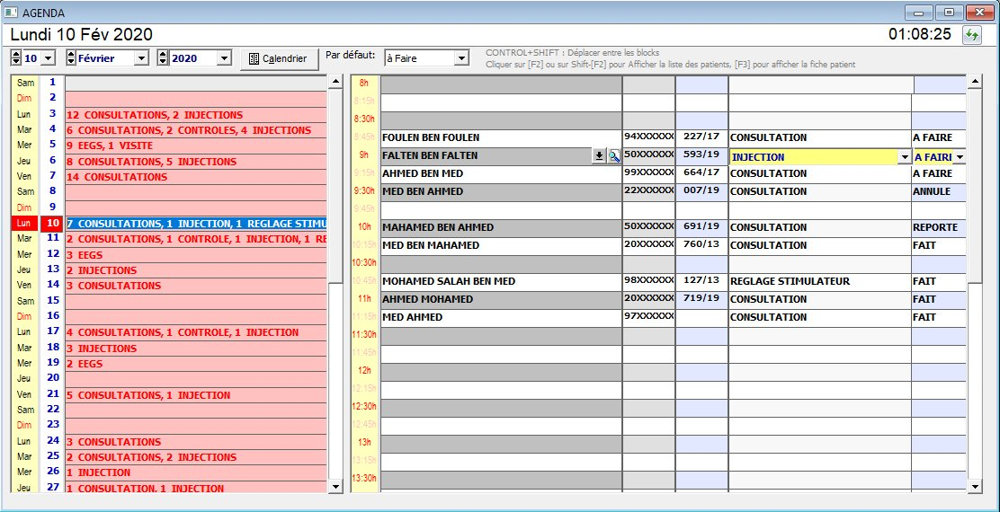 AGENDA
Lundi 10 Fév 2020
01:08:25
10 Février 2020 Calendrier Par défaut: à Faire
CONTROL+SHIFT : Déplacer entre les blocks
Cliquer sur [F2] ou sur Shift-[F2] pour Afficher la liste des patients, [F3] pour afficher la fiche patient
Sam 1
Dim 2
Lun 3 12 CONSULTATIONS, 2 INJECTIONS
Mar 4 6 CONSULTATIONS, 2 CONTROLES, 4 INJECTIONS
Mer 5 9 EEGS, 1 VISITE
Jeu 6 8 CONSULTATIONS, 5 INJECTIONS
Ven 7 14 CONSULTATIONS
Sam 8
Dim 9
Lun 10 7 CONSULTATIONS, 1 INJECTION, 1 REGLAGE STIMU
Mar 11 2 CONSULTATIONS, 1 CONTROLE, 1 INJECTION, 1 RE
Mer 12 3 EEGS
Jeu 13 2 INJECTIONS
Ven 14 3 CONSULTATIONS
Sam 15
Dim 16
Lun 17 4 CONSULTATIONS, 1 CONTROLE, 1 INJECTION
Mar 18 3 INJECTIONS
Mer 19 2 EEGS
Jeu 20
Ven 21 5 CONSULTATIONS, 1 INJECTION
Sam 22
Dim 23
Lun 24 3 CONSULTATIONS
Mar 25 2 CONSULTATIONS, 2 INJECTIONS
Mer 26 1 INJECTION
Jeu 27 1 CONSULTATION, 1 INJECTION
8h
8:15h
8:30h
8:45h FOULEN BEN FOULEN 94XXXXXX 227/17 CONSULTATION A FAIRE
9h FALTEN BEN FALTEN 50XXXXXX 593/19 INJECTION A FAIRE
9:15h AHMED BEN MED 99XXXXXX 664/17 CONSULTATION A FAIRE
9:30h MED BEN AHMED 22XXXXXX 007/19 CONSULTATION ANNULE
9:45h
10h MAHAMED BEN AHMED 50XXXXXX 691/19 CONSULTATION REPORTE
10:15h MED BEN MAHAMED 20XXXXXX 760/13 CONSULTATION FAIT
10:30h
10:45h MOHAMED SALAH BEN MED 98XXXXXX 127/13 REGLAGE STIMULATEUR FAIT
11h AHMED MOHAMED 20XXXXXX 719/19 CONSULTATION FAIT
11:15h MED AHMED 97XXXXXX CONSULTATION FAIT
11:30h
11:45h
12h
12:15h
12:30h
12:45h
13h
13:15h
13:30h